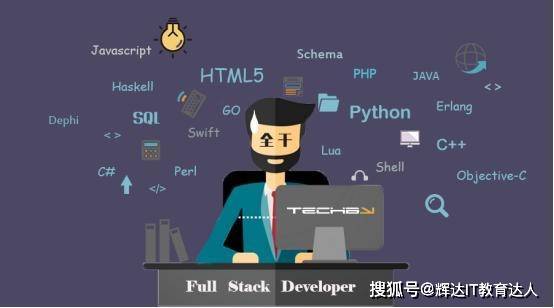 Javascript
Schema
HTML5
PHP
JAVA
Haskell
< >
GO
Python
Erlang
Dephi
SQL
Swift
全干
< >
Lua
C++
C#
Perl
Shell
Objective-C
</>
TECHBY
Full Stack Developer
搜狐号@辉达IT教育达人